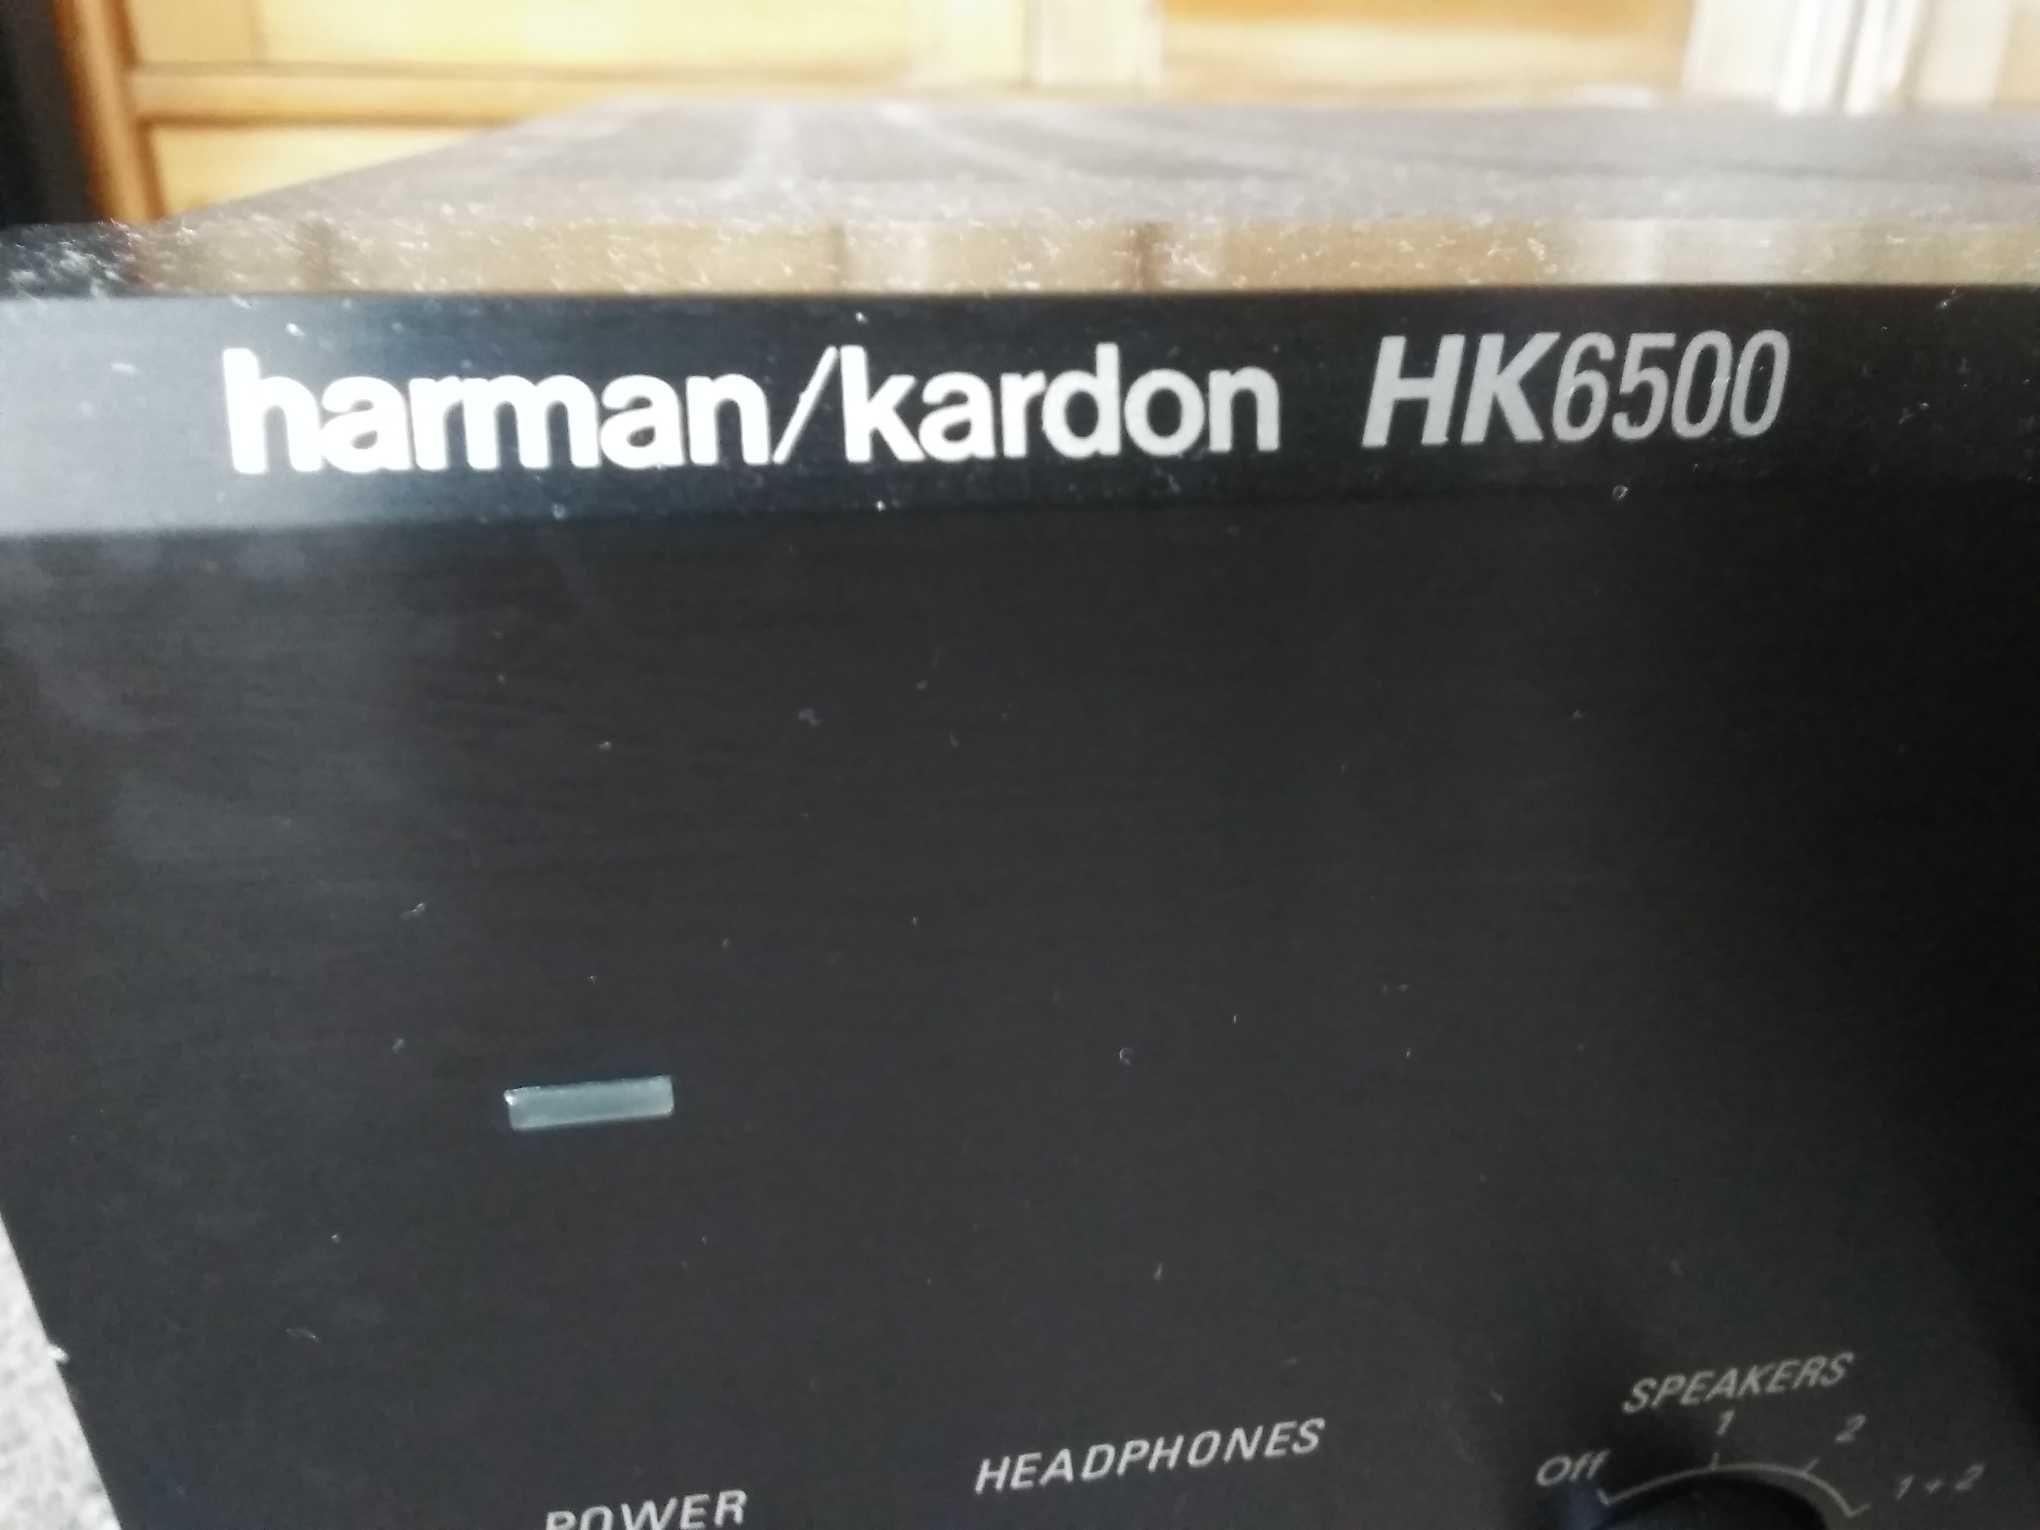 harman/kardon HK6500
SPEAKERS
1 2
Off 1+2
HEADPHONES
POWER